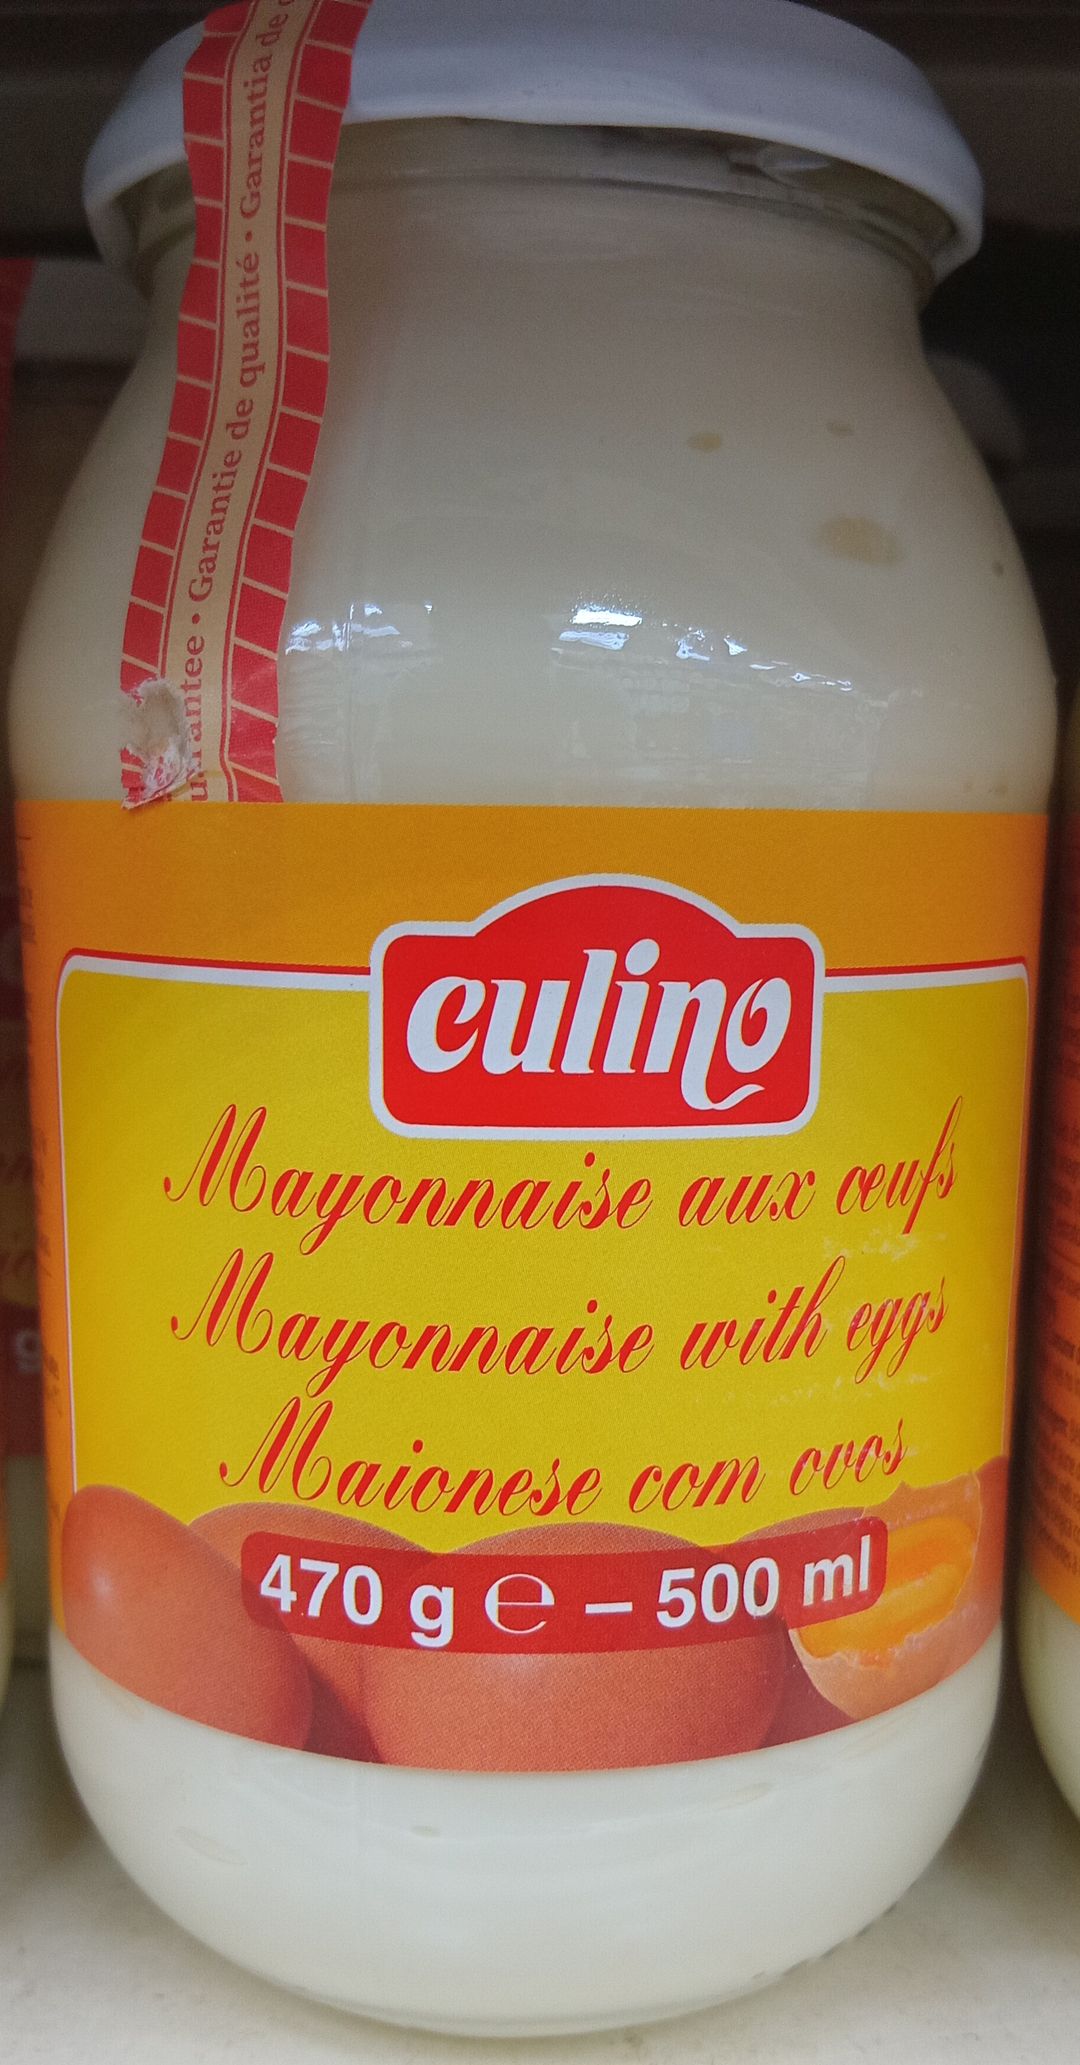 Garantie de qualité • Garantia de
culino
Mayonnaise aux œufs
Mayonnaise with eggs
Maionese com ovos
470 g ℮ – 500 ml